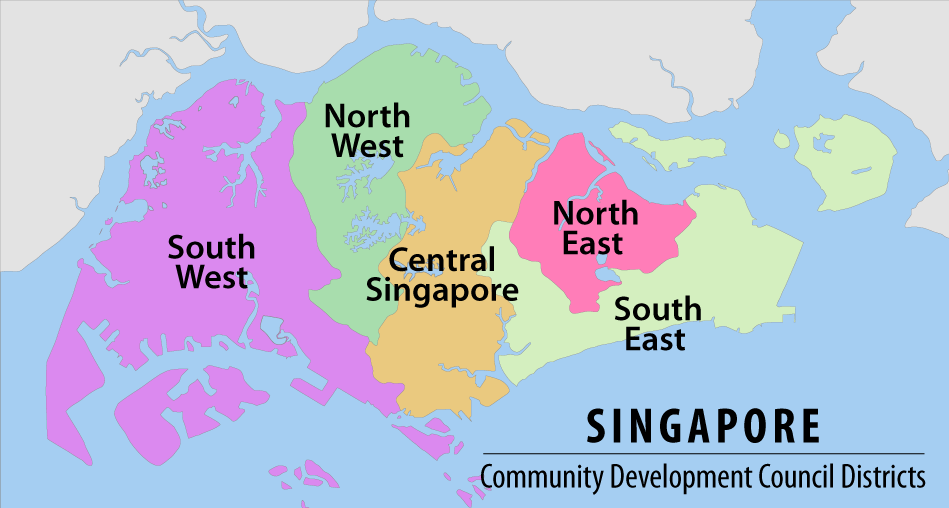 North
West
South
West
Central
Singapore
North
East
South
East
SINGAPORE
Community Development Council Districts